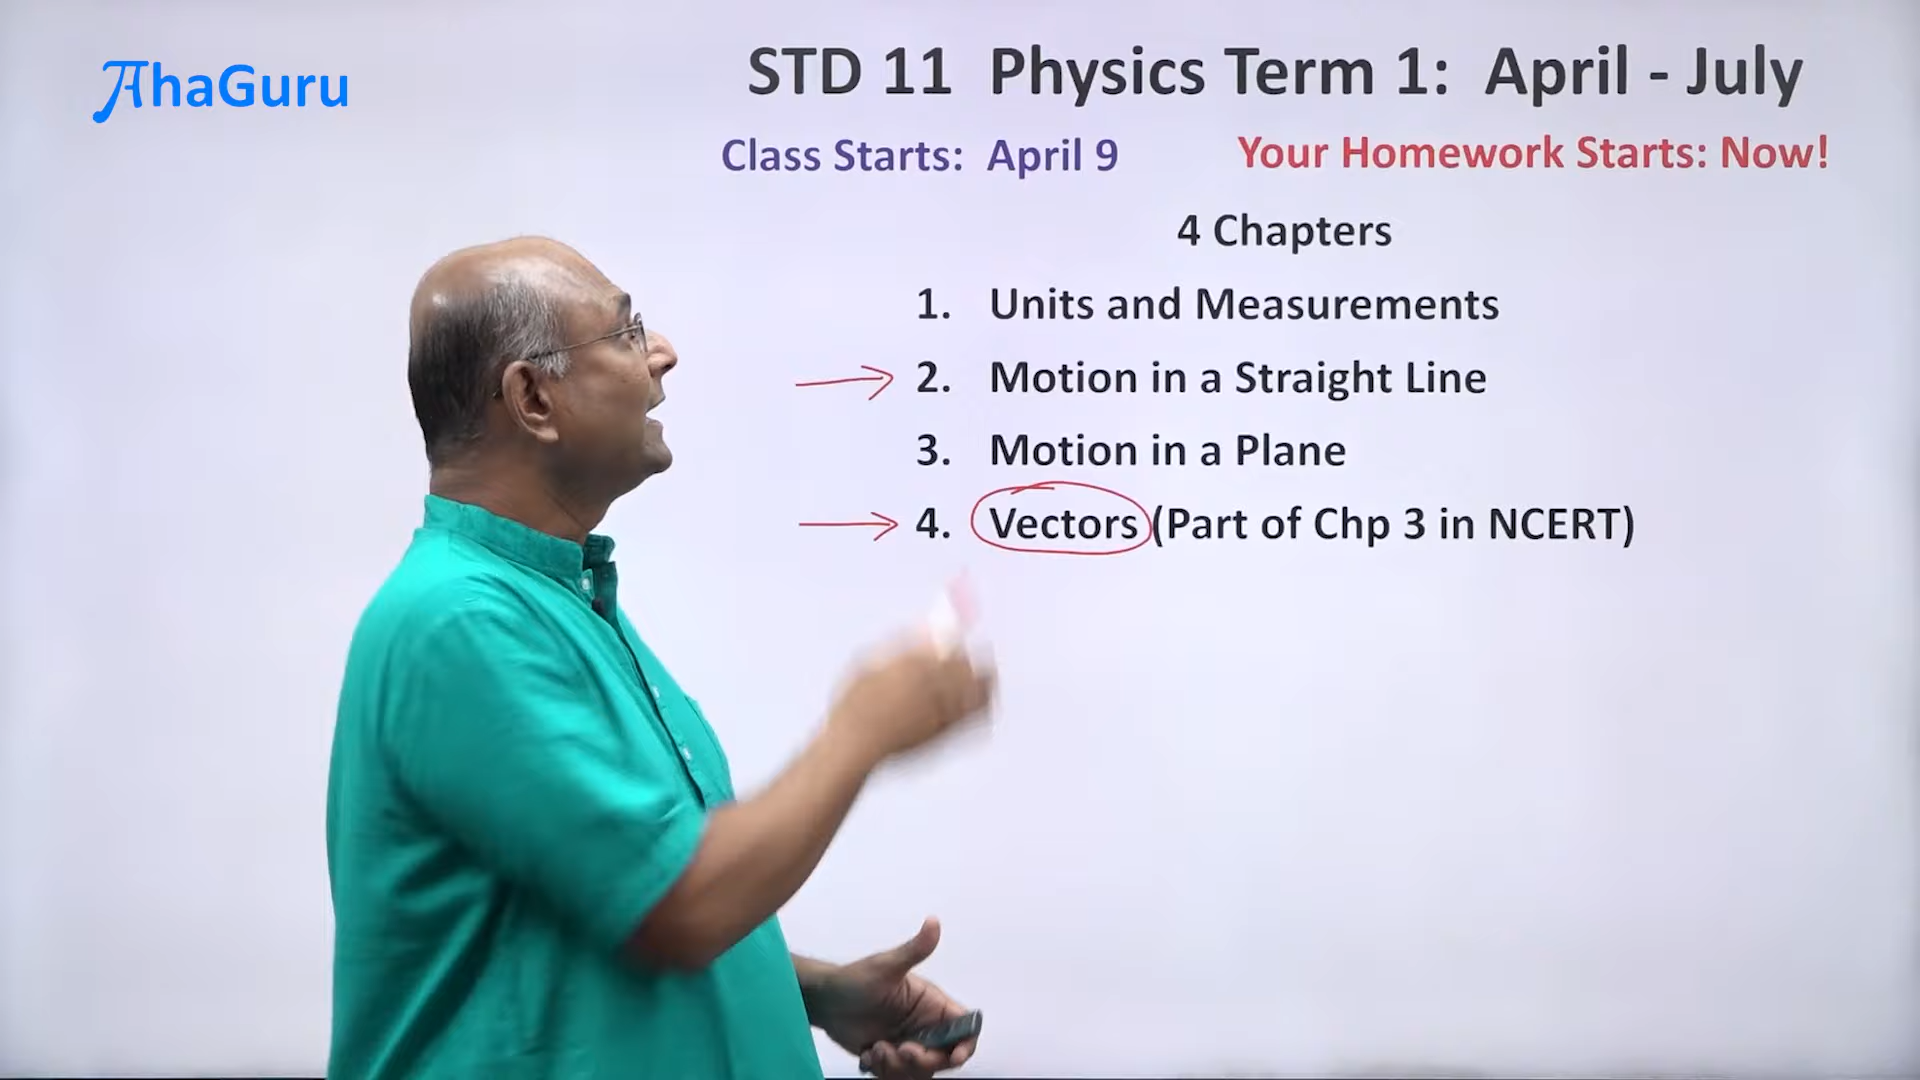 AhaGuru
STD 11 Physics Term 1: April - July
Class Starts: April 9
Your Homework Starts: Now!
4 Chapters
1. Units and Measurements
2. Motion in a Straight Line
3. Motion in a Plane
4. Vectors (Part of Chp 3 in NCERT)